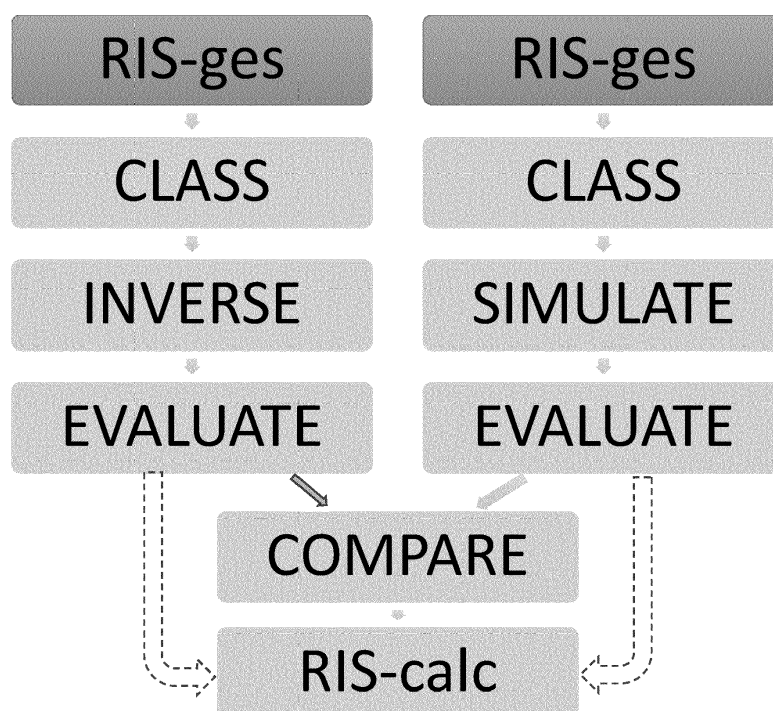 RIS-ges
CLASS
INVERSE
EVALUATE
RIS-ges
CLASS
SIMULATE
EVALUATE
COMPARE
RIS-calc